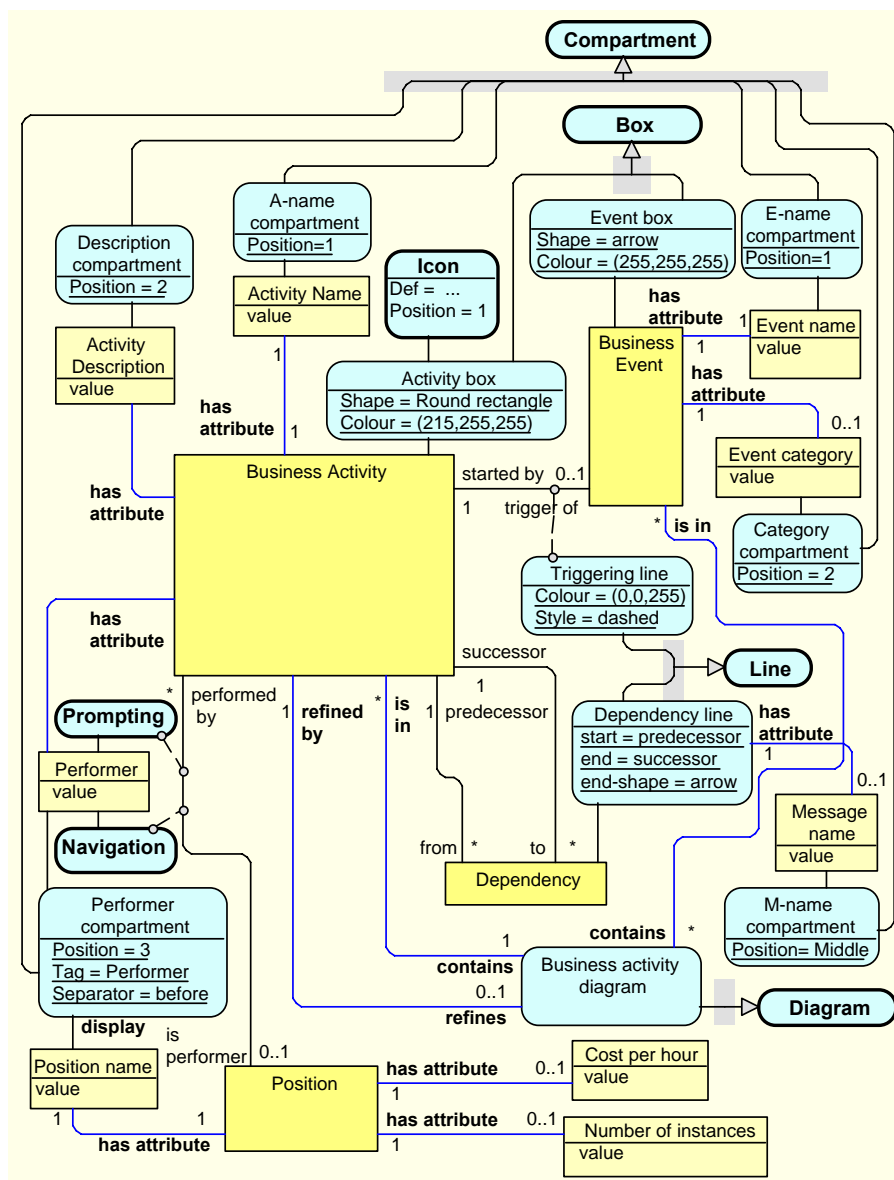 Compartment
Box
A-name
compartment
Position=1
Event box
Shape = arrow
Colour = (255,255,255)
E-name
compartment
Position=1
Description
compartment
Position = 2
Icon
Def = ...
Position = 1
Activity Name
value
has
attribute
1
1
Event name
value
Activity
Description
value
1
Business
Event
Activity box
Shape = Round rectangle
Colour = (215,255,255)
has
attribute
1
has
attribute
1
0..1
Event category
value
Business Activity
started by
0..1
1
trigger of
has
attribute
*
is in
Category
compartment
Position = 2
Triggering line
Colour = (0,0,255)
Style = dashed
has
attribute
successor
1
Line
*
performed
by
1
refined
by
*
is
in
1
predecessor
Prompting
Dependency line
start = predecessor
end = successor
end-shape = arrow
has
attribute
1
0..1
Performer
value
Message
name
value
Navigation
from
*
to
*
Dependency
Performer
compartment
Position = 3
Tag = Performer
Separator = before
M-name
compartment
Position= Middle
contains
*
1
contains
Business activity
diagram
0..1
refines
Diagram
display
is
performer
0..1
Position name
value
Position
has attribute
1
0..1
Cost per hour
value
1
1
has attribute
has attribute
1
0..1
Number of instances
value